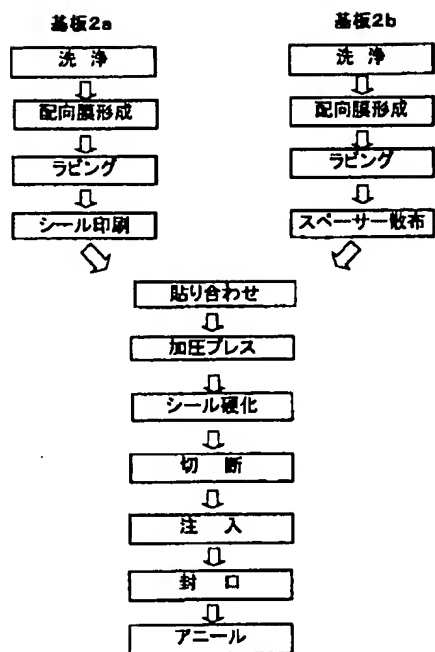 基板2a
洗 浄
配向膜形成
ラビング
シール印刷
基板2b
洗 浄
配向膜形成
ラビング
スペーサー散布
貼り合わせ
加圧プレス
シール硬化
切 断
注 入
封 口
アニール